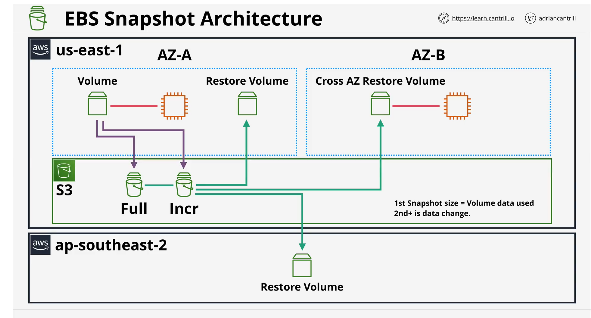 EBS Snapshot Architecture
https://learn.cantrill.io
adriancantrill
aws
us-east-1
AZ-A
AZ-B
Volume
Restore Volume
Cross AZ Restore Volume
S3
Full
Incr
1st Snapshot size = Volume data used
2nd+ is data change.
aws
ap-southeast-2
Restore Volume